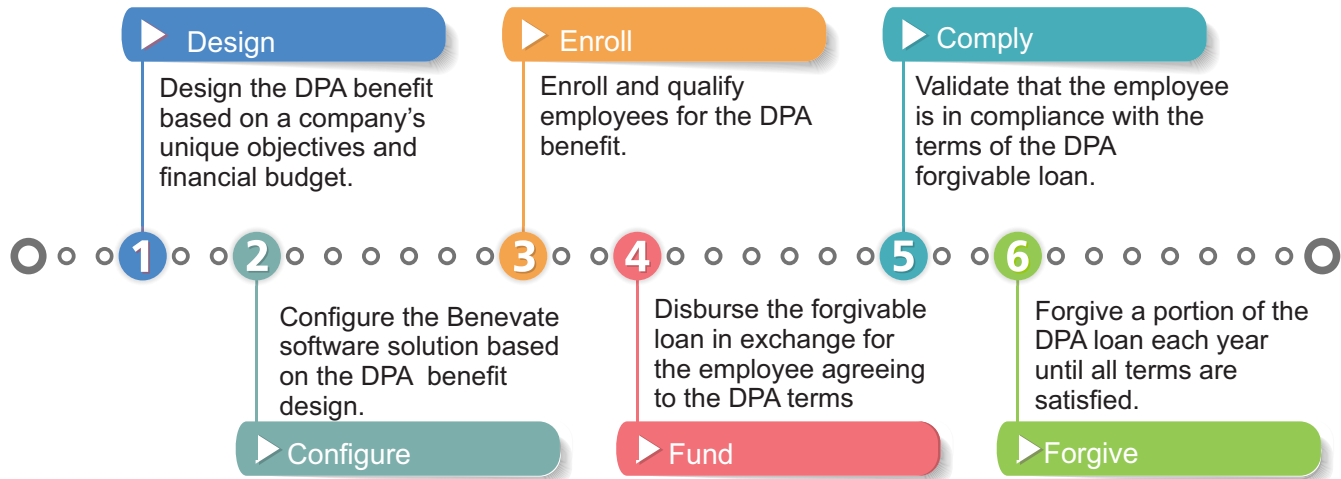 Design
Design the DPA benefit
based on a company's
unique objectives and
financial budget.
Enroll
Enroll and qualify
employees for the DPA
benefit.
Comply
Validate that the employee
is in compliance with the
terms of the DPA
forgivable loan.
1
2
3
4
5
6
Configure the Benevate
software solution based
on the DPA benefit
design.
Configure
Disburse the forgivable
loan in exchange for
the employee agreeing
to the DPA terms
Fund
Forgive a portion of the
DPA loan each year
until all terms are
satisfied.
Forgive